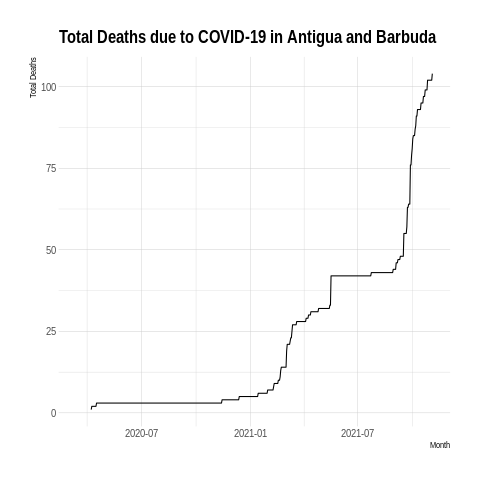 Total Deaths due to COVID-19 in Antigua and Barbuda
Total Deaths
100
75
50
25
0
2020-07 2021-01 2021-07
Month